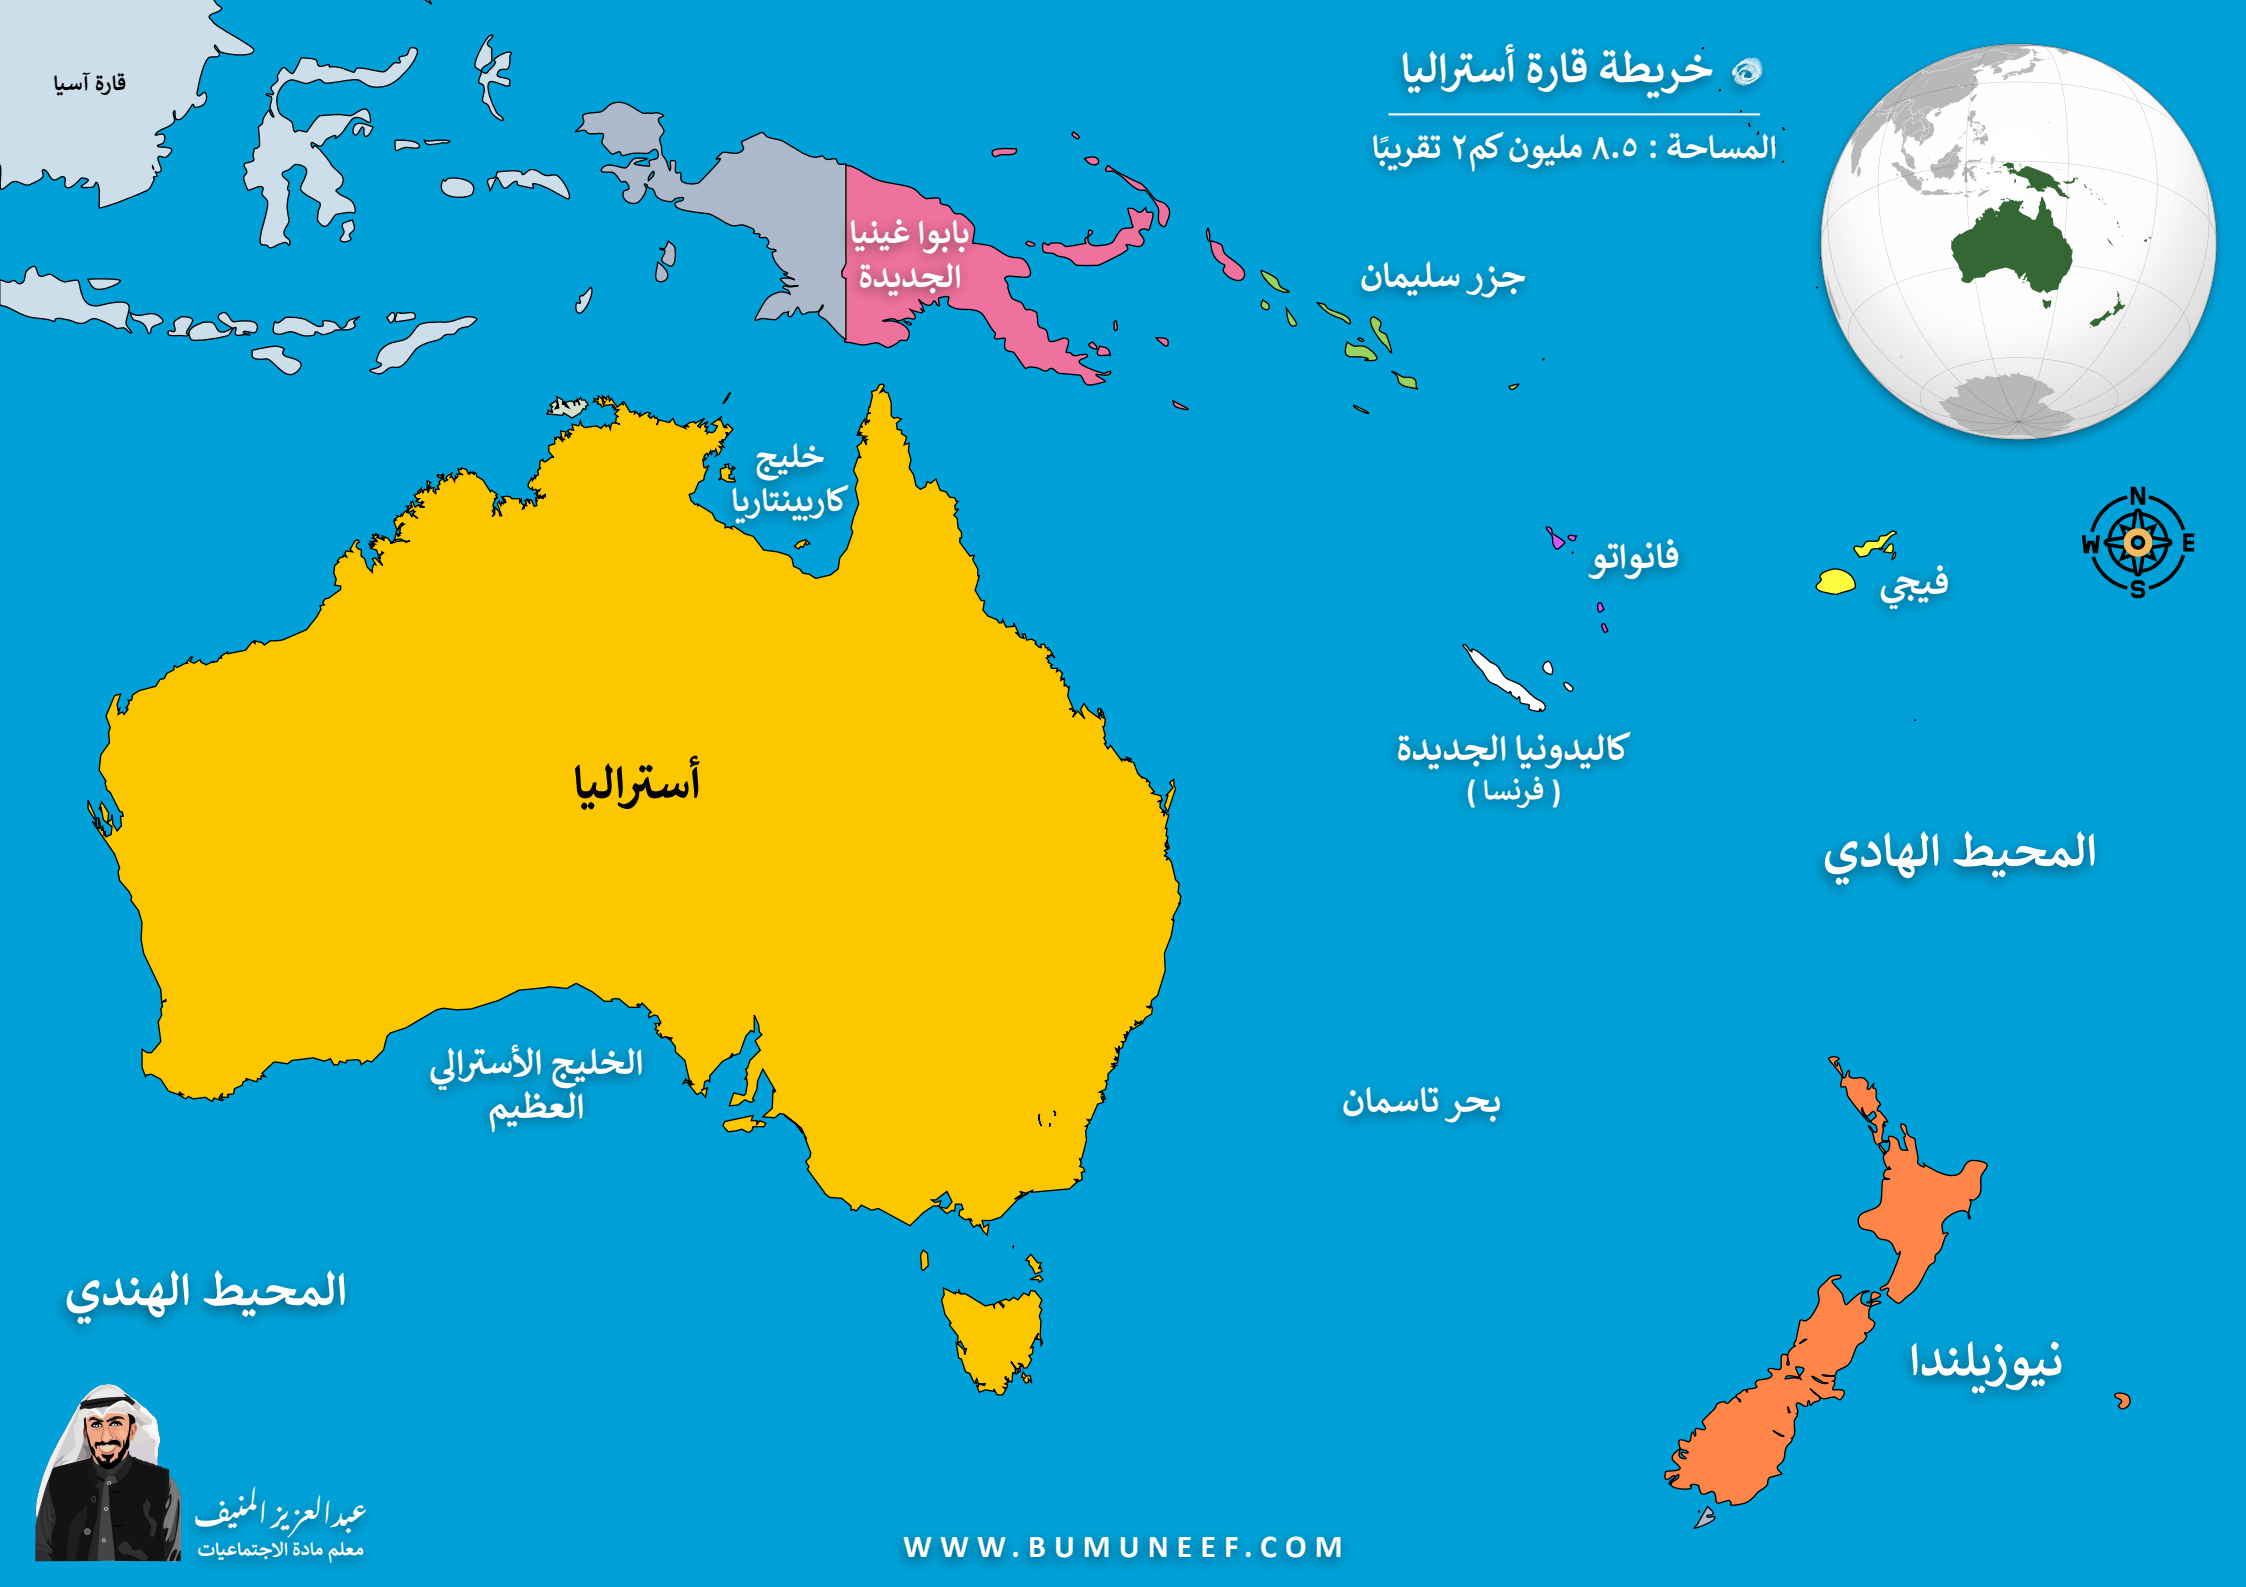 خريطة قارة أستراليا
المساحة : ٨.٥ مليون كم٢ تقريبًا
قارة آسيا
بابوا غينيا
الجديدة
جزر سليمان
خليج
كاربينتاريا
N
W
E
S
فانواتو
فيجي
كاليدونيا الجديدة
( فرنسا )
أستراليا
المحيط الهادي
الخليج الأسترالي
العظيم
بحر تاسمان
المحيط الهندي
نيوزيلندا
عبدالعزيز المنيف
معلم مادة الاجتماعيات
WWW.BUMUNEEF.COM